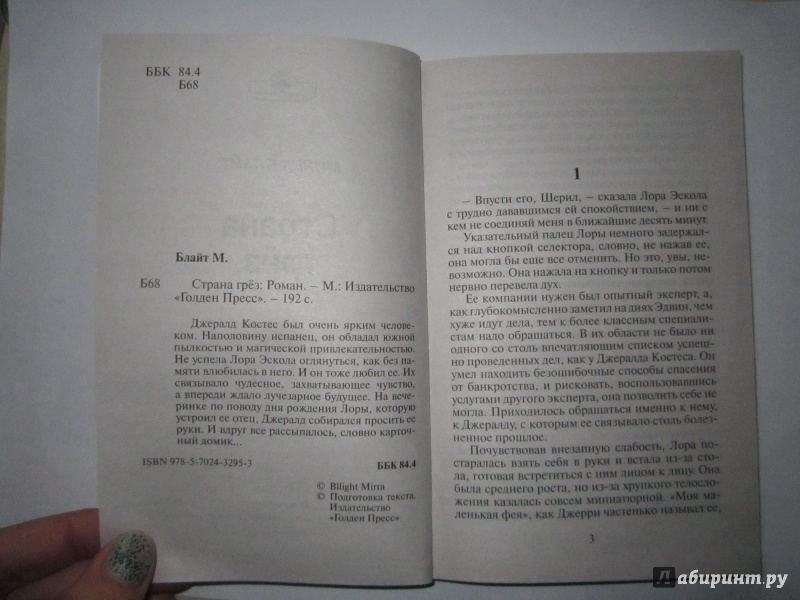 ББК 84.4
Б68
Блайт М.
Б68
Страна грёз: Роман. – М.: Издательство
«Голден Пресс». – 192 с.
Джералд Костес был очень ярким челове-
ком. Наполовину испанец, он обладал южной
пылкостью и магической привлекательностью.
Не успела Лора Эскола оглянуться, как без па-
мяти влюбилась в него. И он тоже любил ее. Их
связывало чудесное, захватывающее чувство,
а впереди ждало лучезарное будущее. На вече-
ринке по поводу дня рождения Лоры, которую
устроил ее отец, Джералд собирался просить ее
руки. И вдруг все рассыпалось, словно карточ-
ный домик...
ISBN 978-5-7024-3295-3
ББК 84.4
© Bllight Mirra
© Подготовка текста.
Издательство
«Голден Пресс»
1
– Впусти его, Шерил, – сказала Лора Эскола
с трудно дававшимся ей спокойствием, – и ни с
кем не соединяй меня в ближайшие десять минут.
Указательный палец Лоры немного задержал-
ся над кнопкой селектора, словно, не нажав ее,
она могла бы еще все отменить. Но это, увы, не-
возможно. Она нажала на кнопку и только потом
нервно перевела дух.
Ее компании нужен был опытный эксперт, а,
как глубокомысленно заметил на днях Эдвин, чем
хуже идут дела, тем к более классным специали-
стам надо обращаться. В их области не было ни
одного со столь впечатляющим списком успеш-
но проведенных дел, как у Джералда Костеса. Он
умел находить безошибочные способы спасения
от банкротства, и рисковать, воспользовавшись
услугами другого эксперта, она позволить себе не
могла. Приходилось обращаться именно к нему,
к Джералду, с которым ее связывало столь болез-
ненное прошлое.
Почувствовав внезапную слабость, Лора по-
старалась взять себя в руки и встала из-за сто-
ла, готовая встретиться с ним лицом к лицу. Она
была среднего роста, но из-за хрупкого телосло-
жения казалась совсем миниатюрной. «Моя ма-
ленькая фея», как Джерри частенько называл ее,
3
Лабиринт.ру